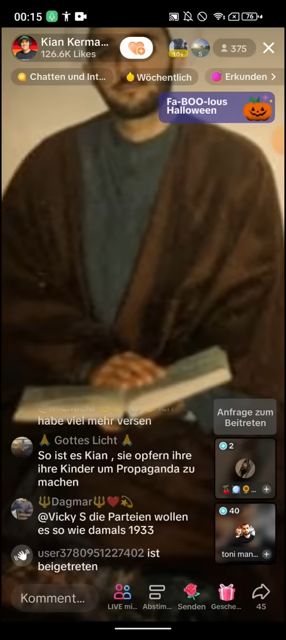 00:15
76
Kian Kerma...
126.6K Likes
375
Chatten und Int...
Wöchentlich
Erkunden >
Fa-BOO-lous
Halloween
habe viel mehr versen
Anfrage zum
Beitreten
Gottes Licht
So ist es Kian , sie opfern ihre
ihre Kinder um Propaganda zu
machen
2
Dagmar
@Vicky S die Parteien wollen
es so wie damals 1933
40
toni man...
user3780951227402 ist
beigetreten
Komment...
LIVE mi...
Abstim...
Senden
Gesche...
45